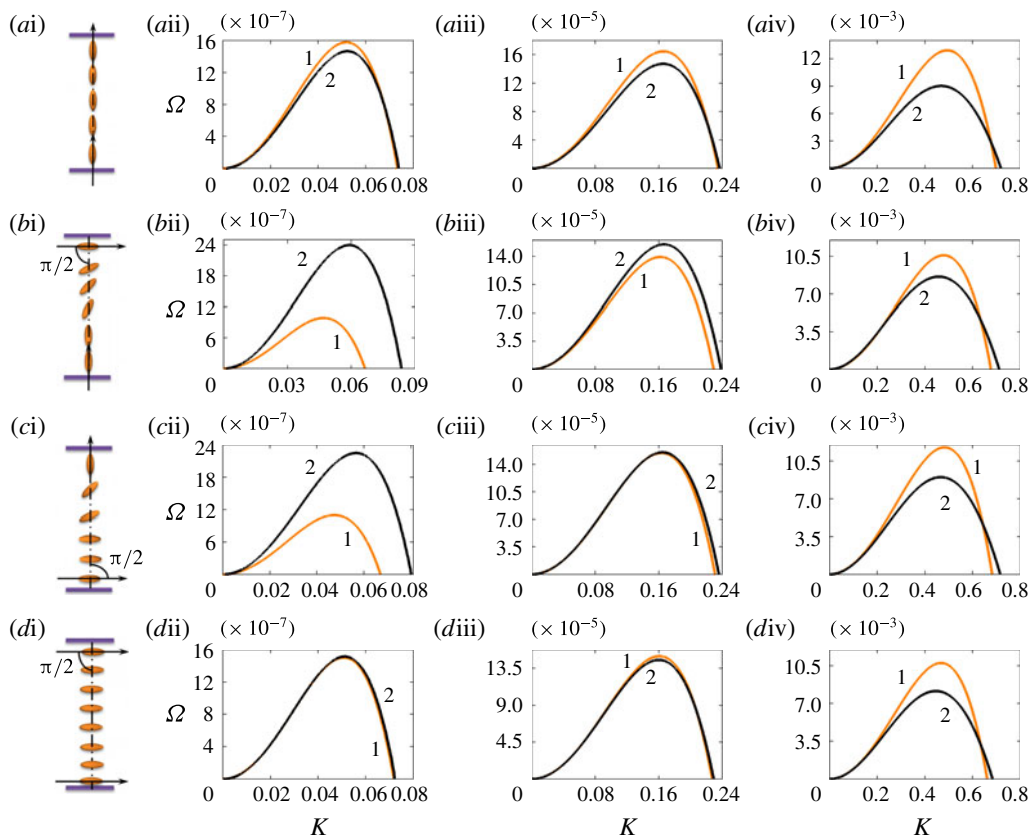 (ai) (aii) (× 10⁻⁷) (aiii) (× 10⁻⁵) (aiv) (× 10⁻³)
16 12 8 4 0 0.02 0.04 0.06 0.08 Ω 1 2
16 12 8 4 0 0.08 0.16 0.24 1 2
12 9 6 3 0 0.2 0.4 0.6 0.8 1 2
(bi) (bii) (× 10⁻⁷) (biii) (× 10⁻⁵) (biv) (× 10⁻³)
π/2
24 18 12 6 0 0.03 0.06 0.09 Ω 2 1
14.0 10.5 7.0 3.5 0 0.08 0.16 0.24 2 1
10.5 7.0 3.5 0 0.2 0.4 0.6 0.8 1 2
(ci) (cii) (× 10⁻⁷) (ciii) (× 10⁻⁵) (civ) (× 10⁻³)
π/2
24 18 12 6 0 0.02 0.04 0.06 0.08 Ω 2 1
14.0 10.5 7.0 3.5 0 0.08 0.16 0.24 2 1
10.5 7.0 3.5 0 0.2 0.4 0.6 0.8 1 2
(di) (dii) (× 10⁻⁷) (diii) (× 10⁻⁵) (div) (× 10⁻³)
π/2
16 12 8 4 0 0.02 0.04 0.06 0.08 Ω 2 1
13.5 9.0 4.5 0 0.08 0.16 0.24 1 2
10.5 7.0 3.5 0 0.2 0.4 0.6 0.8 1 2
K K K